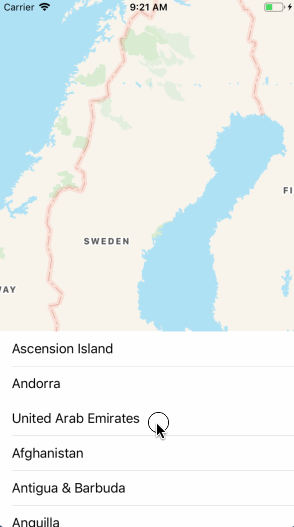 Carrier 9:21 AM
SWEDEN
FI
WAY
Ascension Island
Andorra
United Arab Emirates
Afghanistan
Antigua & Barbuda
Anguilla